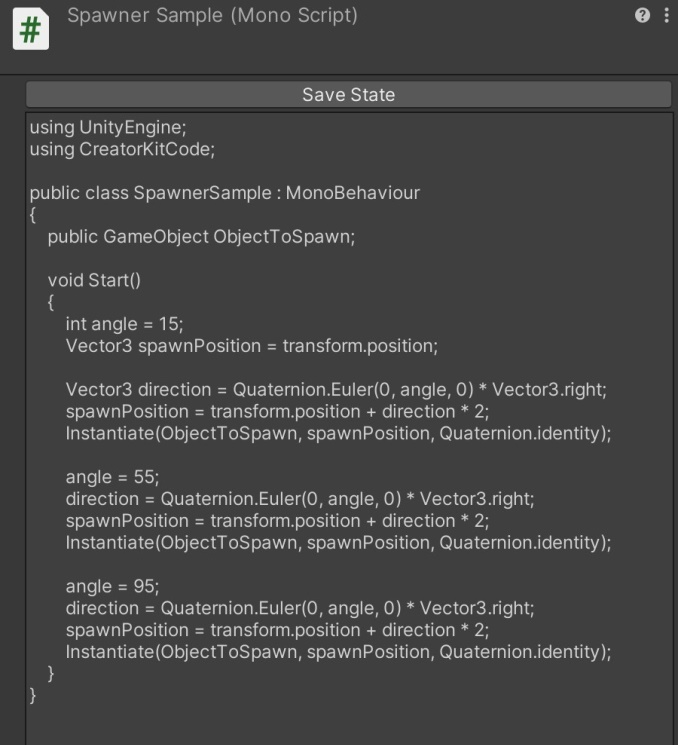 #
Spawner Sample (Mono Script)
?
Save State
using UnityEngine;
using CreatorKitCode;

public class SpawnerSample : MonoBehaviour
{
    public GameObject ObjectToSpawn;

    void Start()
    {
        int angle = 15;
        Vector3 spawnPosition = transform.position;

        Vector3 direction = Quaternion.Euler(0, angle, 0) * Vector3.right;
        spawnPosition = transform.position + direction * 2;
        Instantiate(ObjectToSpawn, spawnPosition, Quaternion.identity);

        angle = 55;
        direction = Quaternion.Euler(0, angle, 0) * Vector3.right;
        spawnPosition = transform.position + direction * 2;
        Instantiate(ObjectToSpawn, spawnPosition, Quaternion.identity);

        angle = 95;
        direction = Quaternion.Euler(0, angle, 0) * Vector3.right;
        spawnPosition = transform.position + direction * 2;
        Instantiate(ObjectToSpawn, spawnPosition, Quaternion.identity);
    }
}